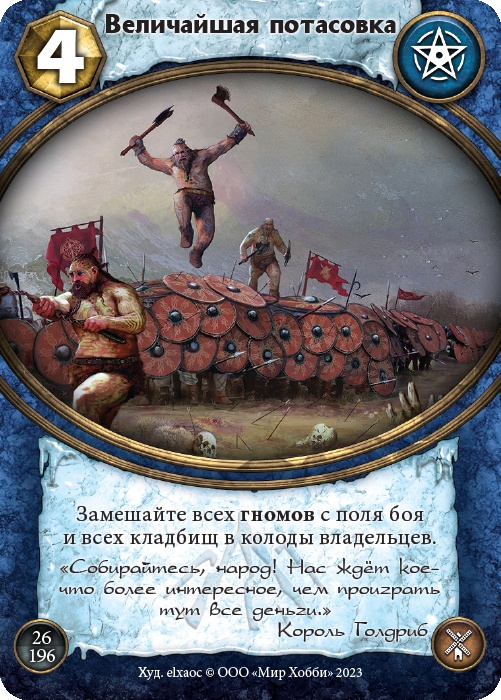 Величайшая потасовка
4
Замешайте всех гномов с поля боя
и всех кладбищ в колоды владельцев.
«Собирайтесь, народ! Нас ждёт кое-
что более интересное, чем проиграть
тут все деньги.»
Король Голдриб
26
196
Худ. elxaoc © ООО «Мир Хобби» 2023